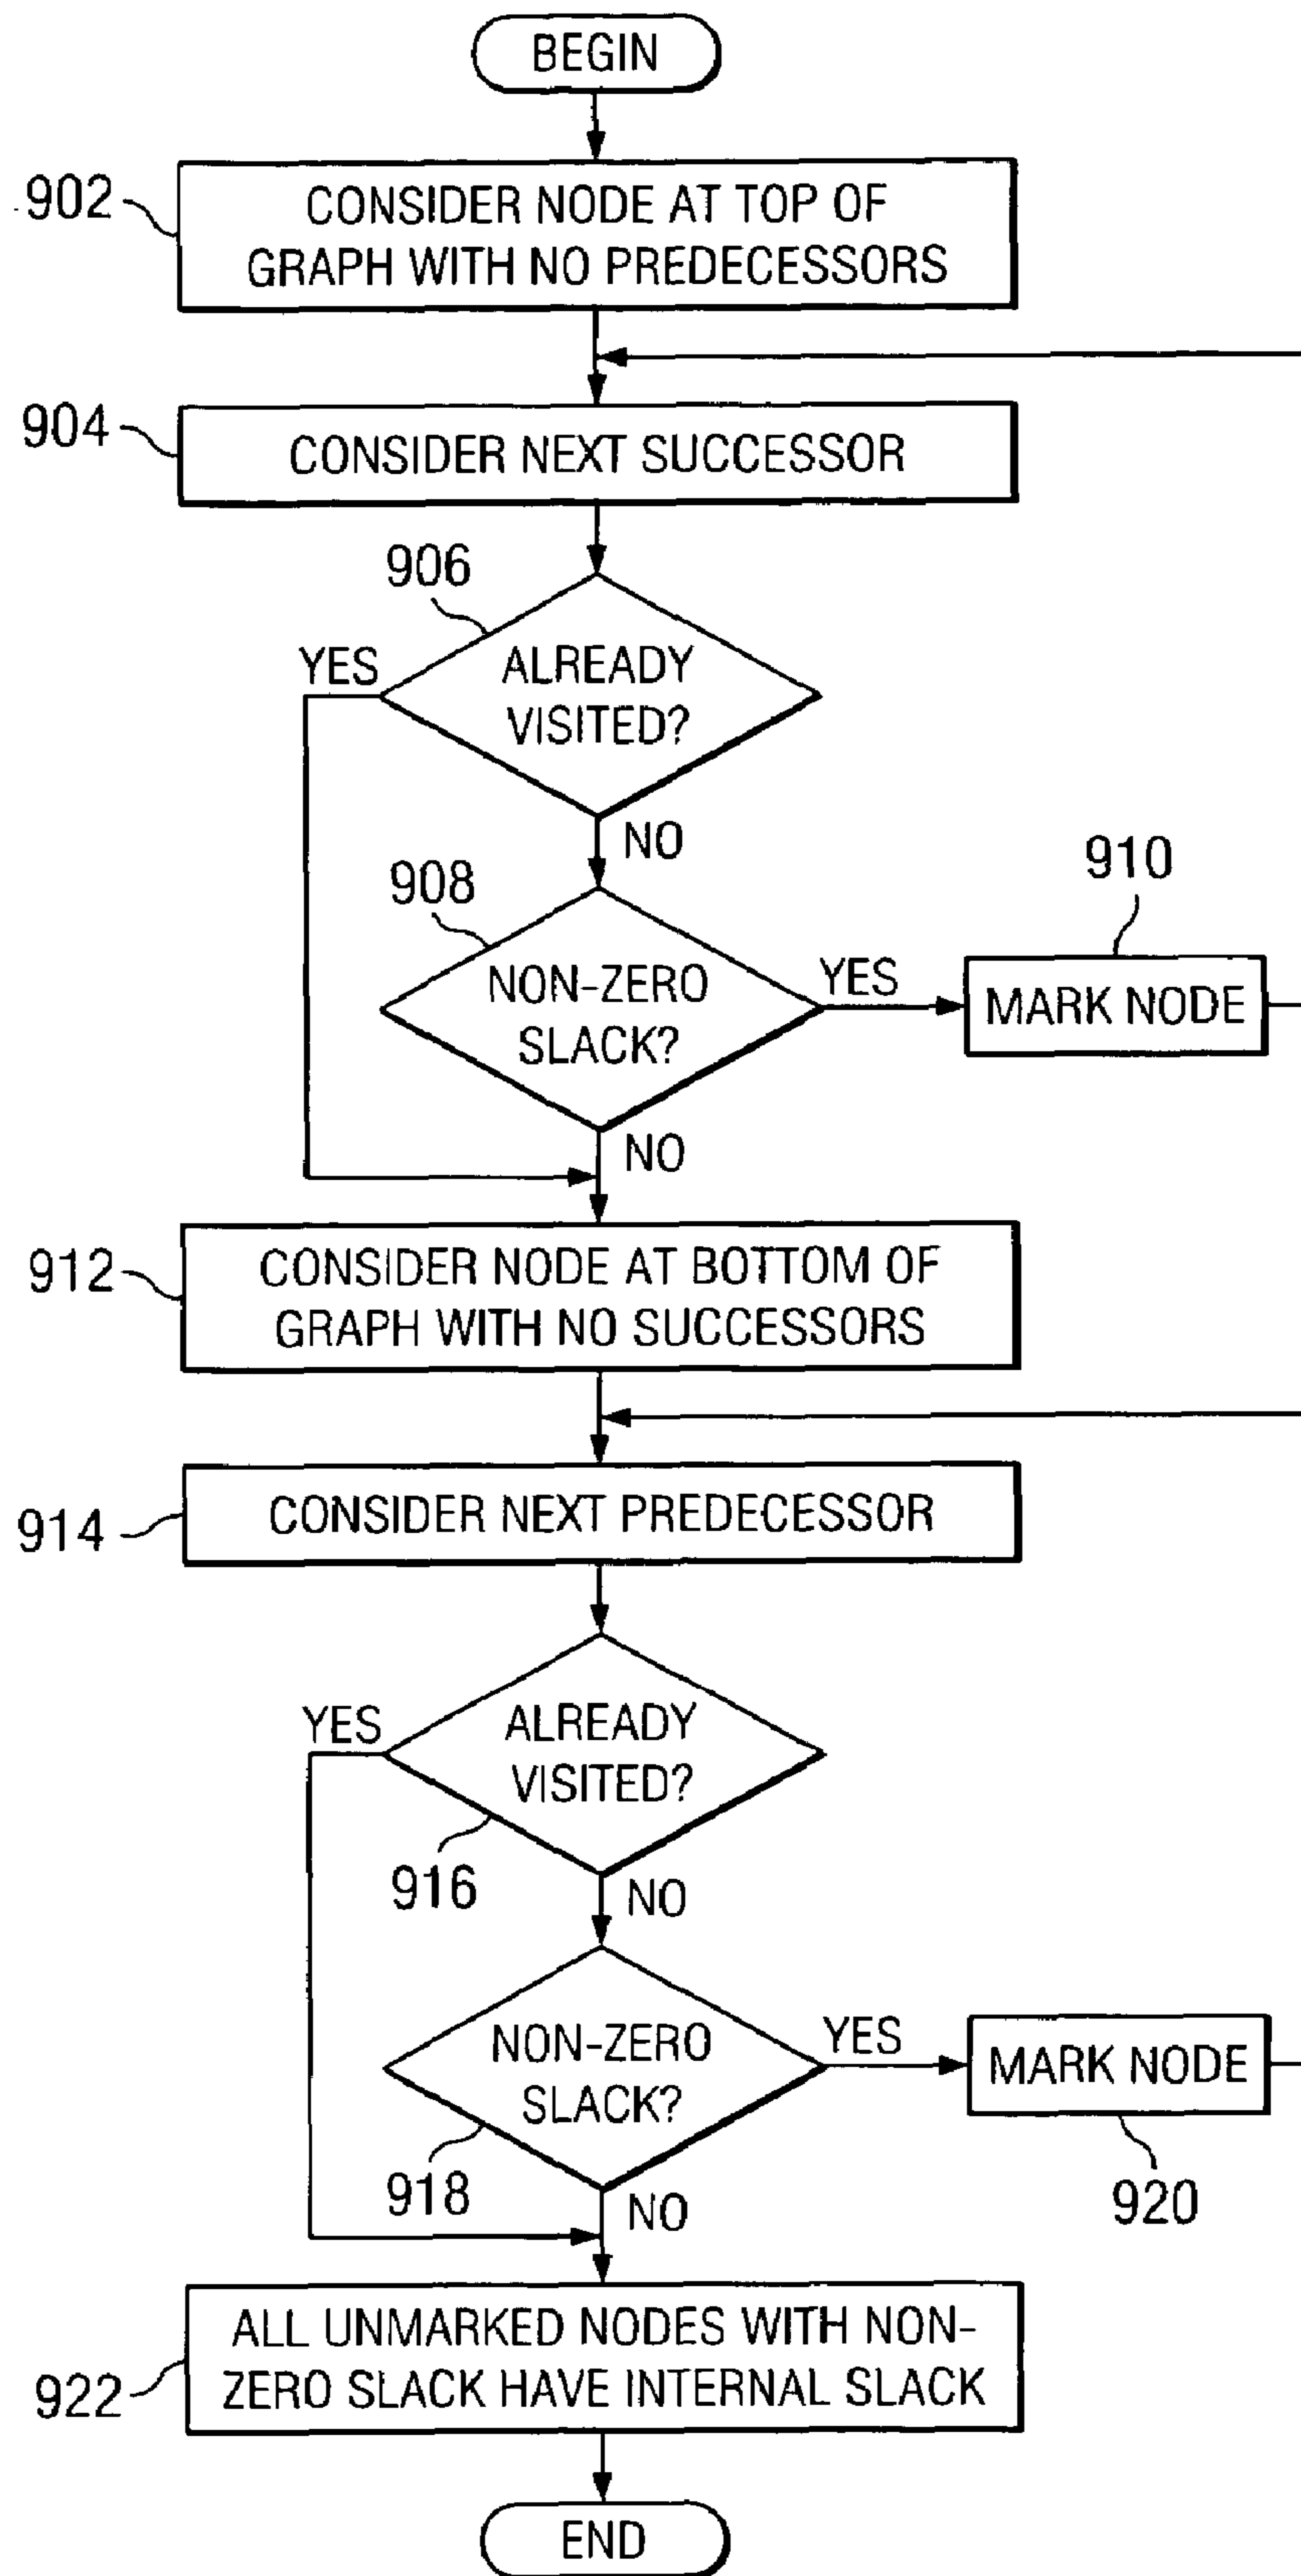 BEGIN
902
CONSIDER NODE AT TOP OF
GRAPH WITH NO PREDECESSORS
904
CONSIDER NEXT SUCCESSOR
906
YES
ALREADY
VISITED?
NO
908
910
NON-ZERO
SLACK?
YES
MARK NODE
NO
912
CONSIDER NODE AT BOTTOM OF
GRAPH WITH NO SUCCESSORS
914
CONSIDER NEXT PREDECESSOR
YES
ALREADY
VISITED?
916
NO
NON-ZERO
SLACK?
YES
MARK NODE
918
NO
920
922
ALL UNMARKED NODES WITH NON-
ZERO SLACK HAVE INTERNAL SLACK
END